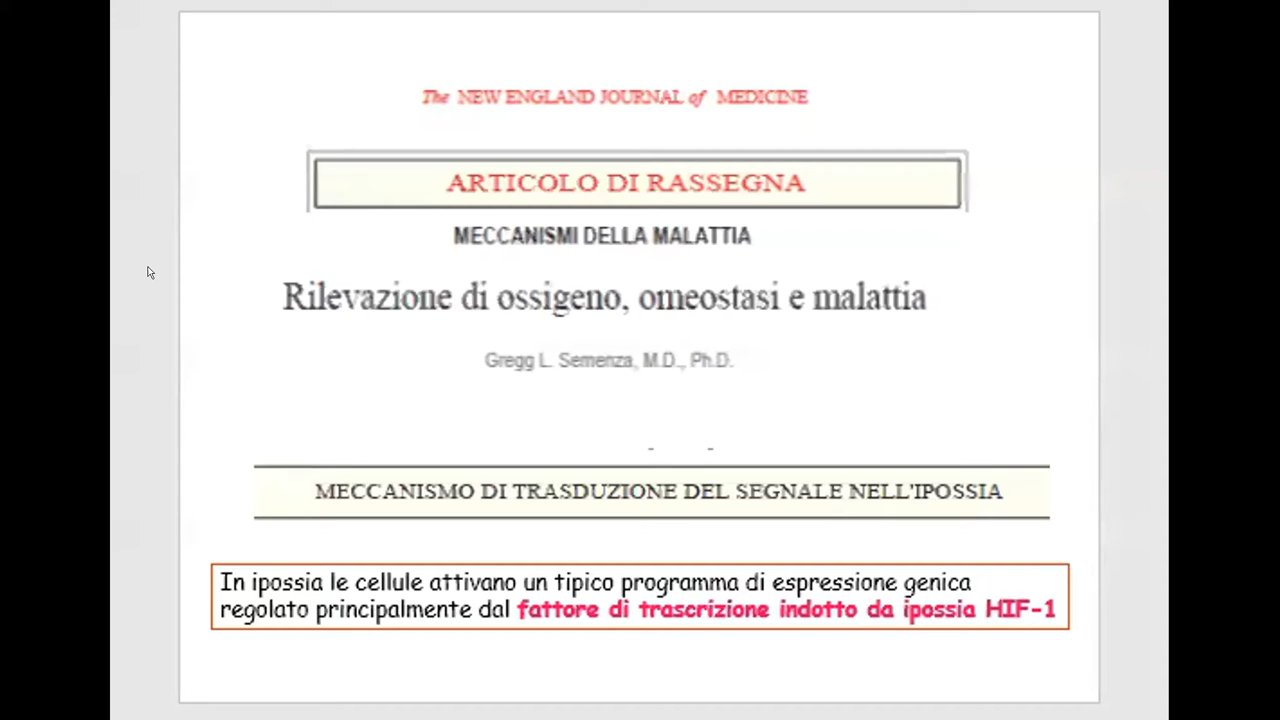 The NEW ENGLAND JOURNAL of MEDICINE
ARTICOLO DI RASSEGNA
MECCANISMI DELLA MALATTIA
Rilevazione di ossigeno, omeostasi e malattia
Gregg L. Semenza, M.D., Ph.D.
MECCANISMO DI TRASDUZIONE DEL SEGNALE NELL'IPOSSIA
In ipossia le cellule attivano un tipico programma di espressione genica
regolato principalmente dal fattore di trascrizione indotto da ipossia HIF-1